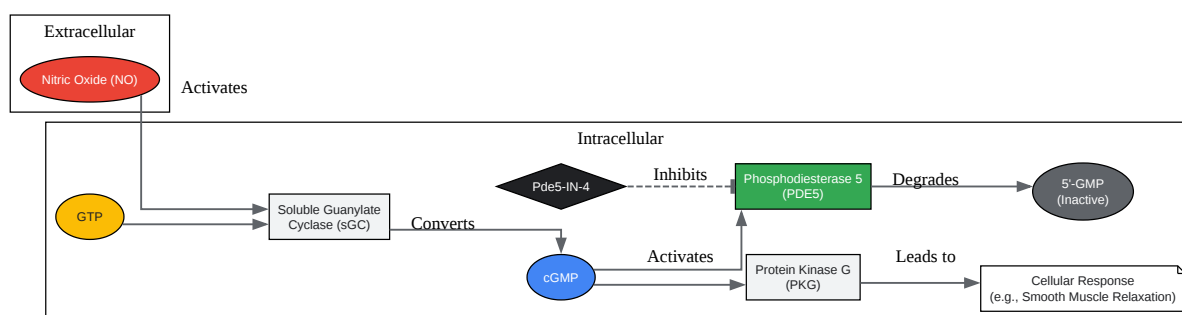 Extracellular
Nitric Oxide (NO)
Activates
Intracellular
Pde5-IN-4
Inhibits
Phosphodiesterase 5
(PDE5)
Degrades
5'-GMP
(Inactive)
GTP
Soluble Guanylate
Cyclase (sGC)
Converts
cGMP
Activates
Protein Kinase G
(PKG)
Leads to
Cellular Response
(e.g., Smooth Muscle Relaxation)